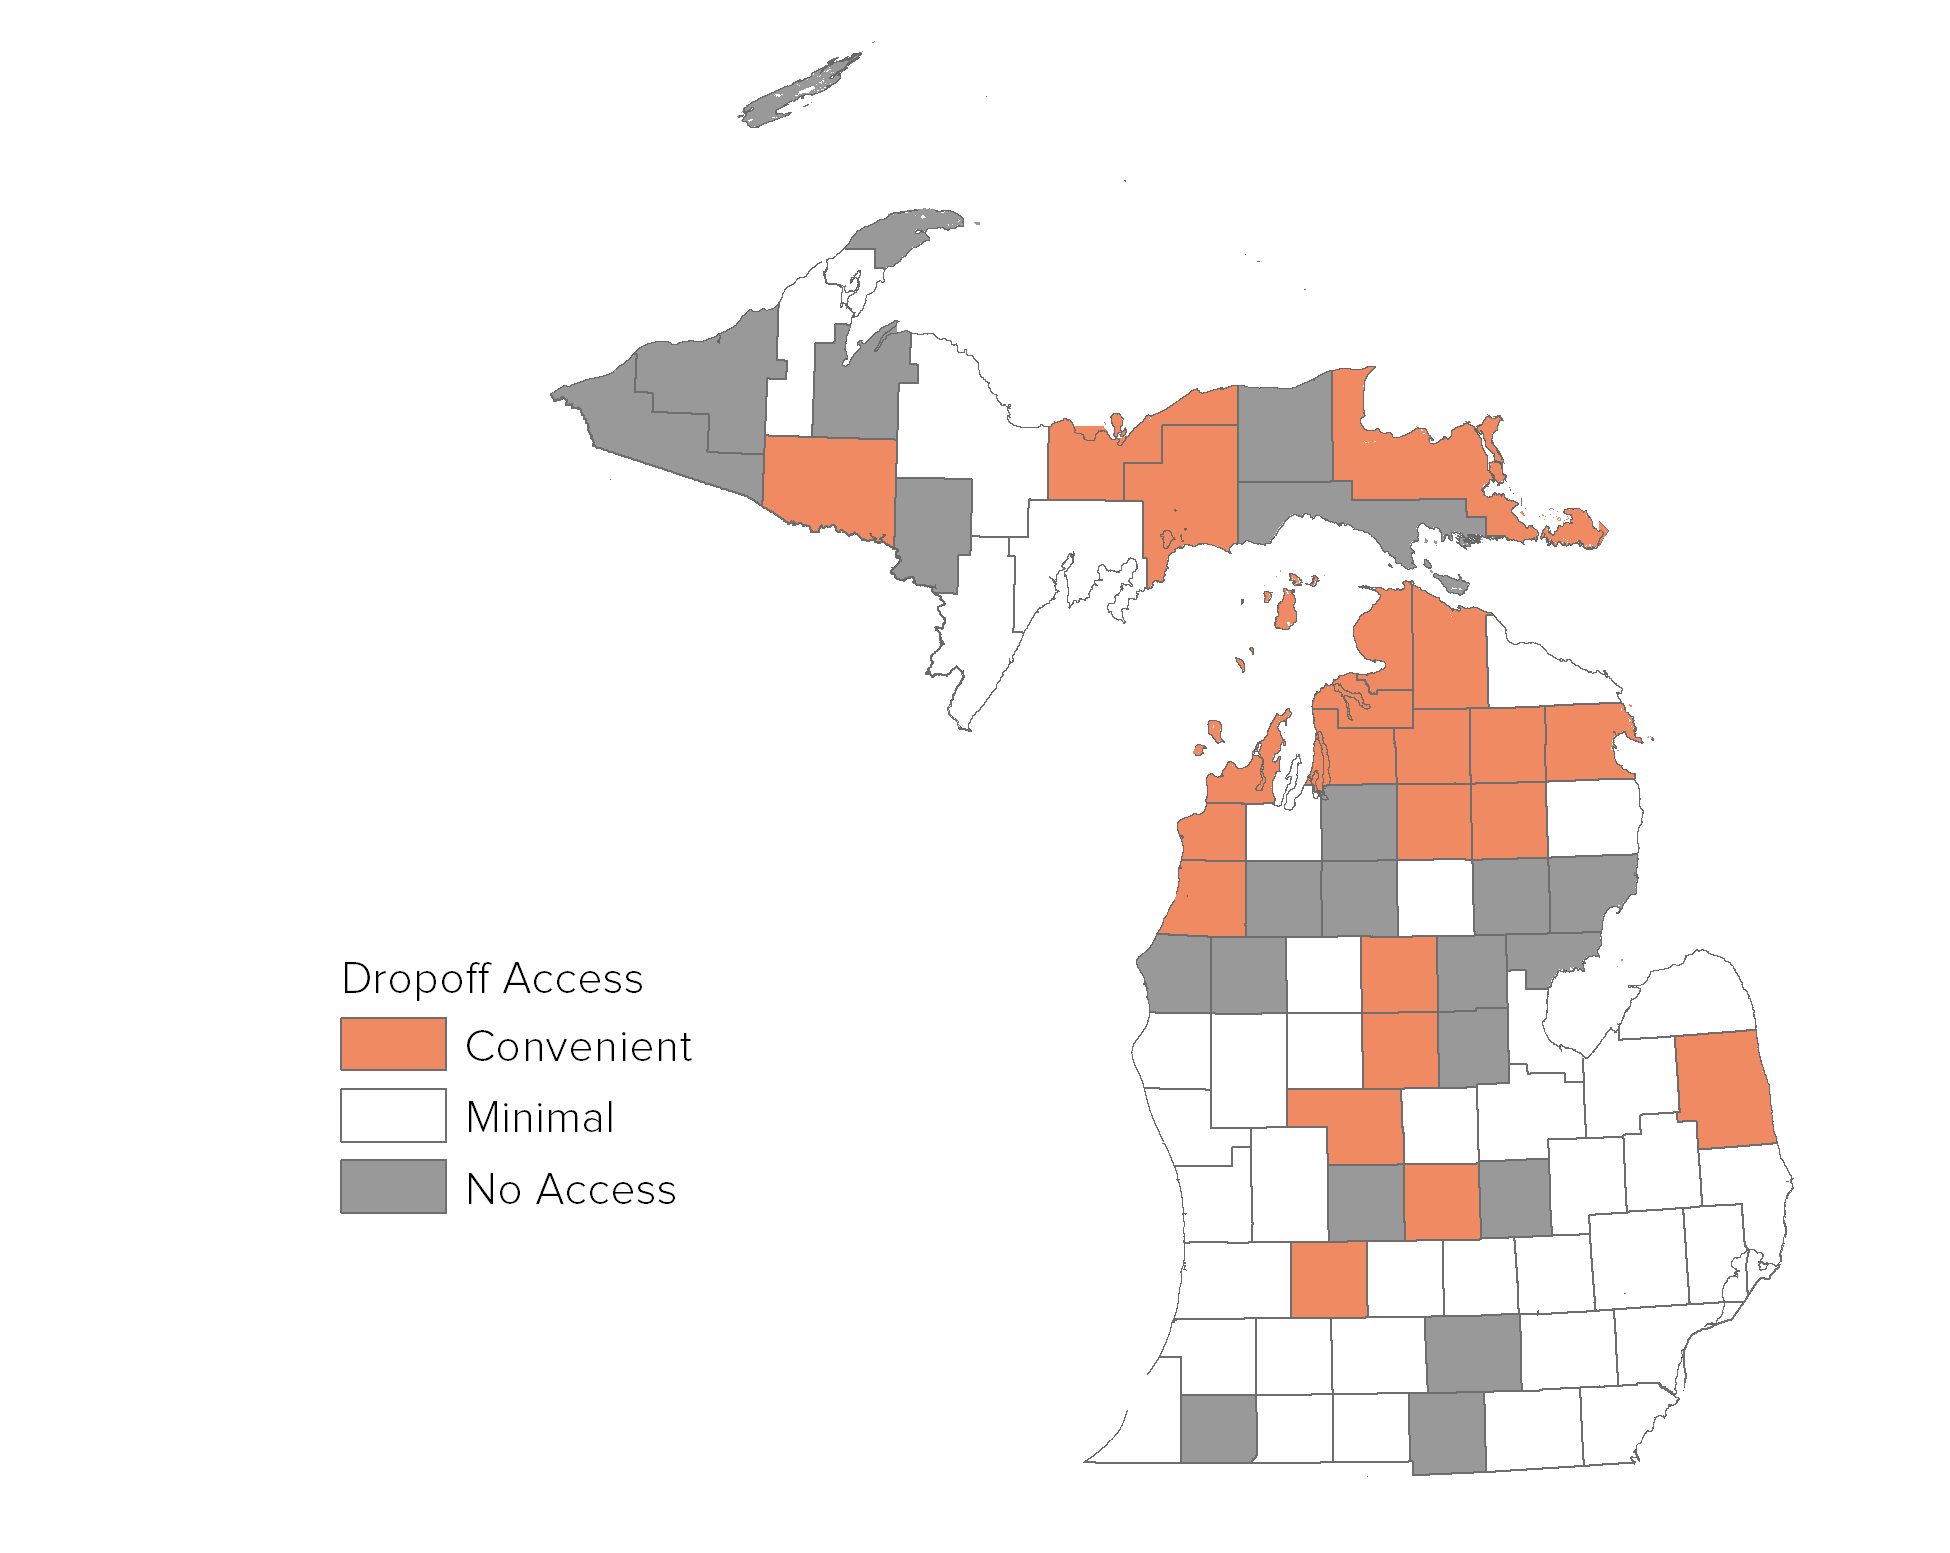 Dropoff Access
Convenient
Minimal
No Access